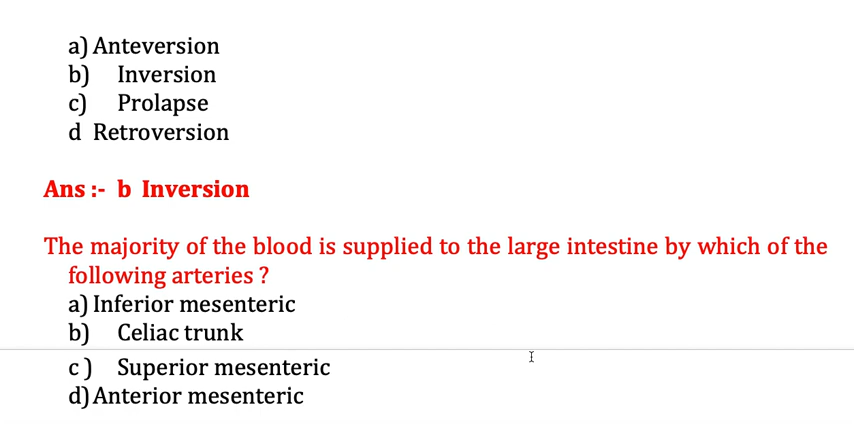 a) Anteversion
b) Inversion
c) Prolapse
d Retroversion
Ans :- b Inversion
The majority of the blood is supplied to the large intestine by which of the
following arteries ?
a) Inferior mesenteric
b) Celiac trunk
c ) Superior mesenteric
d) Anterior mesenteric